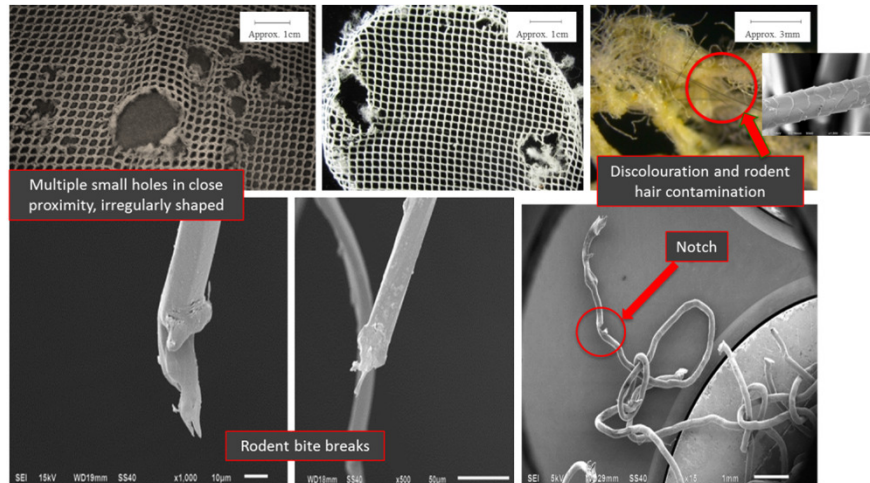 Approx. 1cm
Approx. 1cm
Approx. 3mm
Multiple small holes in close
proximity, irregularly shaped
Discolouration and rodent
hair contamination
Notch
Rodent bite breaks
SEI 15kV WD19mm SS40 x1,000 10µm
WD18mm SS40 x500 50µm
SEI 5kV 29mm SS40 x15 1mm